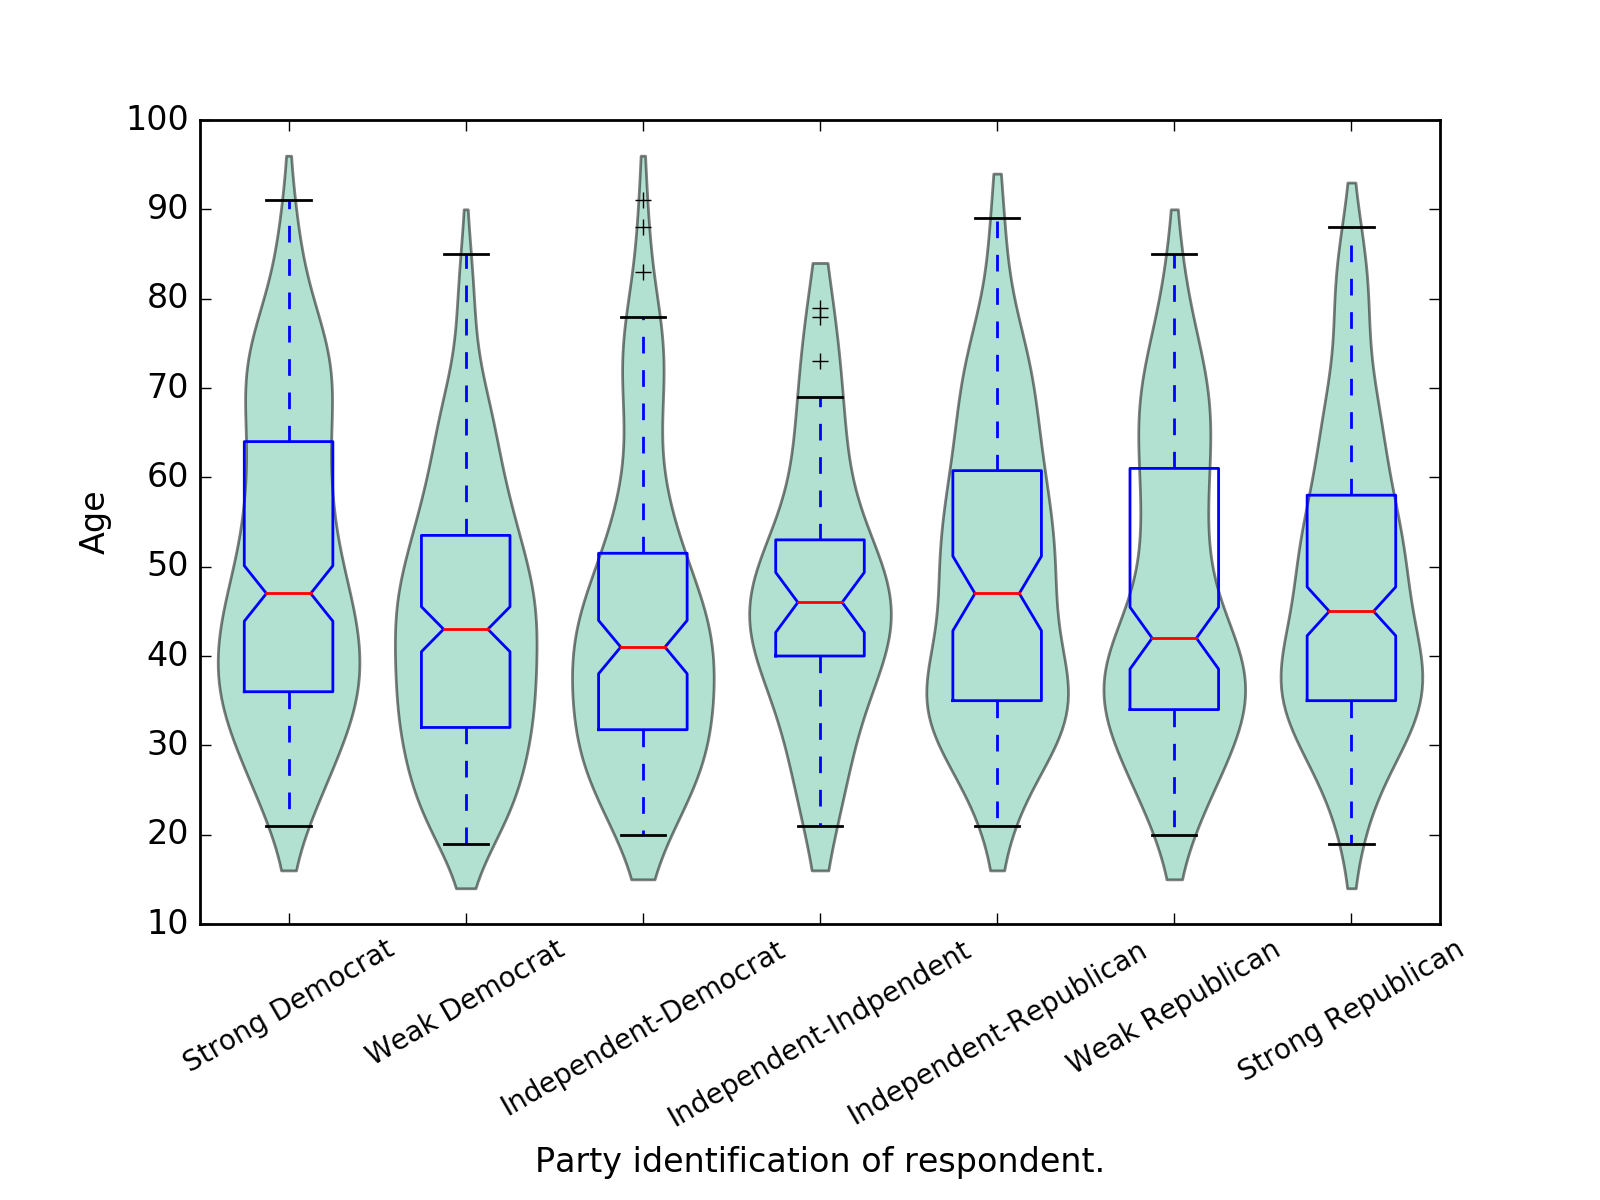 100
90
80
70
60
50
40
30
20
10
Age
Strong Democrat
Weak Democrat
Independent-Democrat
Independent-Indpendent
Independent-Republican
Weak Republican
Strong Republican
Party identification of respondent.